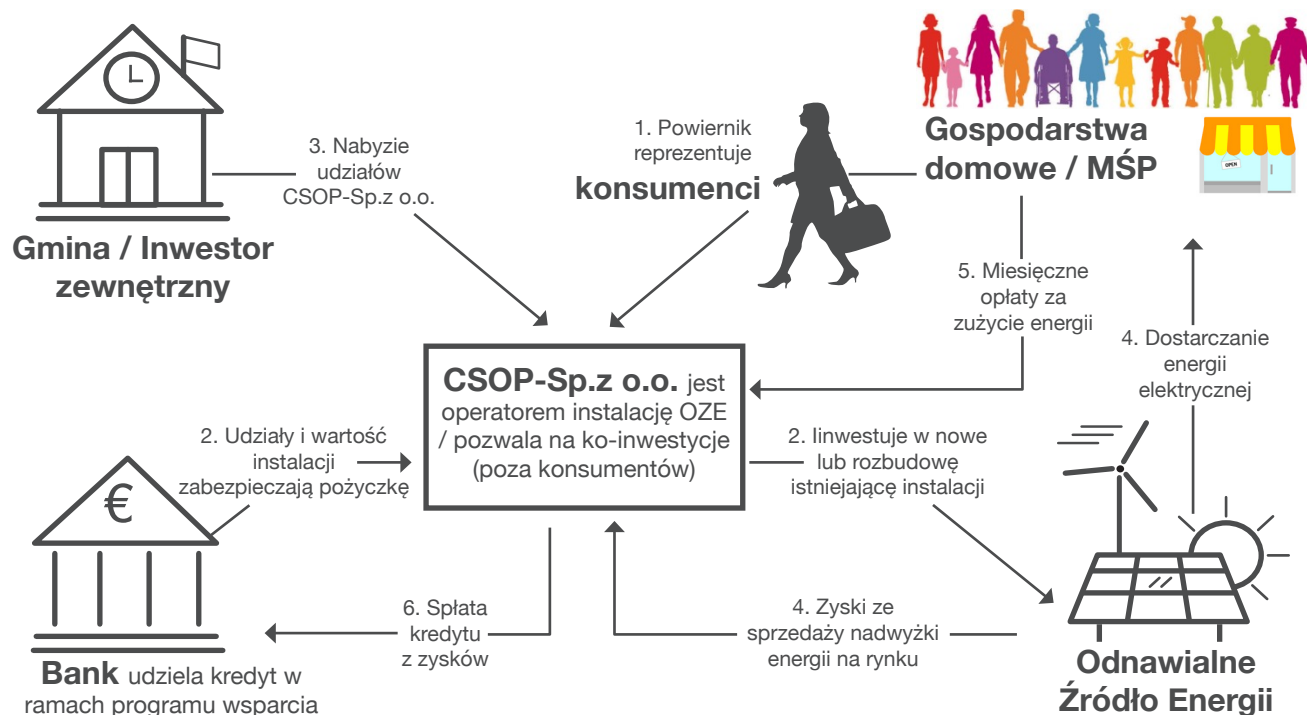 3. Nabyzie
udziałów
CSOP-Sp.z o.o.
Gmina / Inwestor
zewnętrzny
1. Powiernik
reprezentuje
konsumenci
Gospodarstwa
domowe / MŚP
OPEN
5. Miesięczne
opłaty za
zużycie energii
4. Dostarczanie
energii
elektrycznej
CSOP-Sp.z o.o. jest
operatorem instalację OZE
/ pozwala na ko-inwestycje
(poza konsumentów)
2. Udziały i wartość
instalacji
zabezpieczają pożyczkę
2. Iinwestuje w nowe
lub rozbudowę
istniejającę instalacji
€
6. Spłata
kredytu
z zysków
4. Zyski ze
sprzedaży nadwyżki
energii na rynku
Bank udziela kredyt w
ramach programu wsparcia
Odnawialne
Źródło Energii